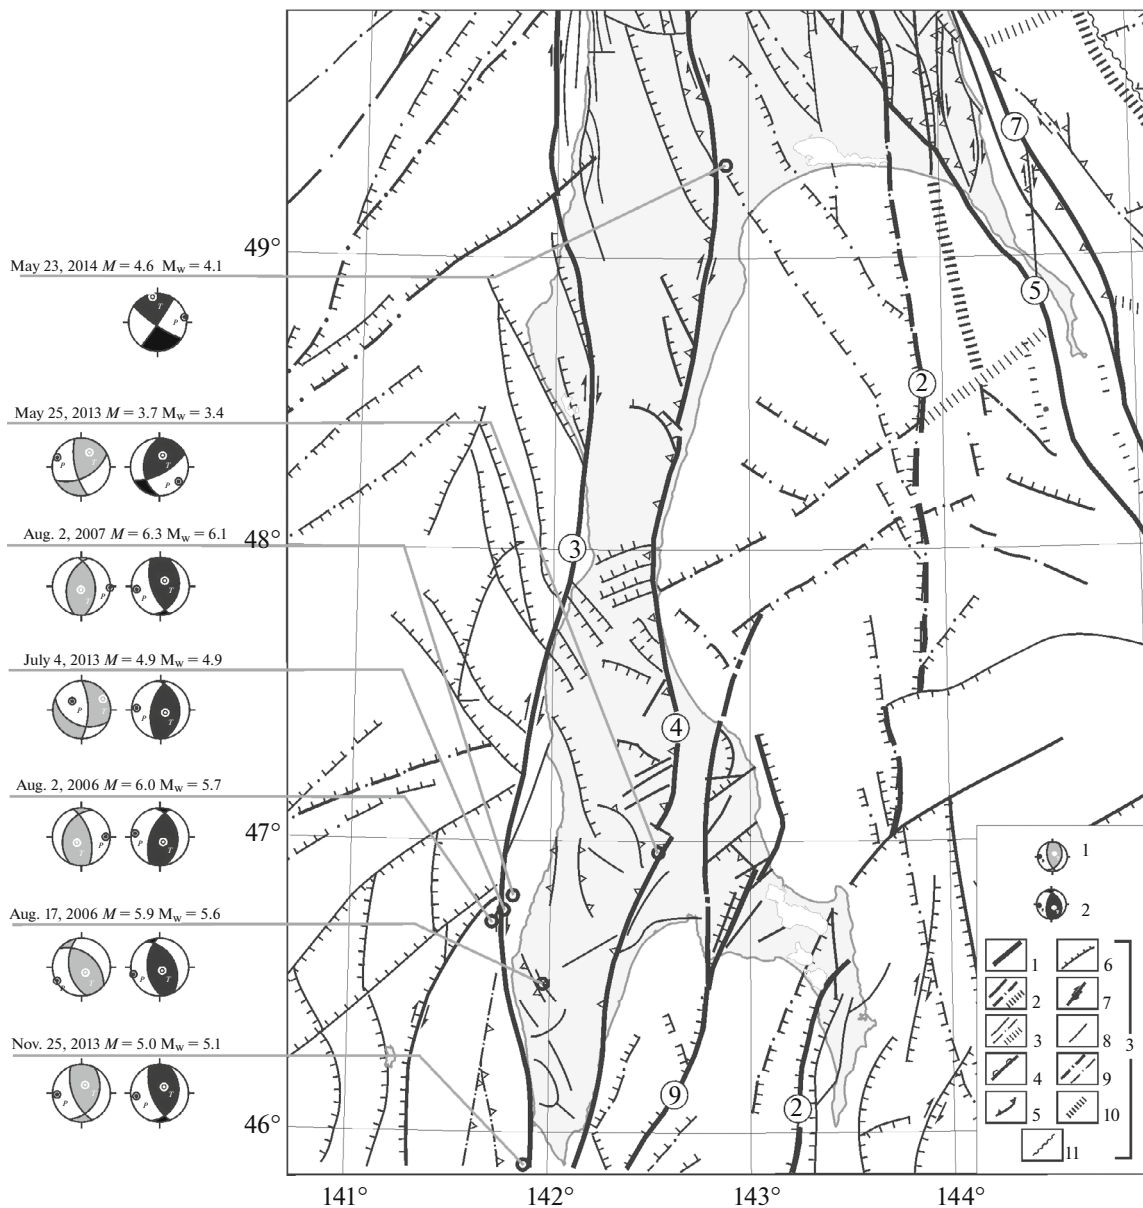 49°
May 23, 2014 M = 4.6 Mw = 4.1
T
P
May 25, 2013 M = 3.7 Mw = 3.4
P
T
T
P
48°
Aug. 2, 2007 M = 6.3 Mw = 6.1
T
P
P
T
July 4, 2013 M = 4.9 Mw = 4.9
P
T
P
T
47°
Aug. 2, 2006 M = 6.0 Mw = 5.7
T
P
P
T
Aug. 17, 2006 M = 5.9 Mw = 5.6
P
T
P
T
46°
Nov. 25, 2013 M = 5.0 Mw = 5.1
P
T
P
T
7
5
2
3
4
9
2
1
2
1 6
2 7
3 8
4 9
5 10
11
3
141° 142° 143° 144°